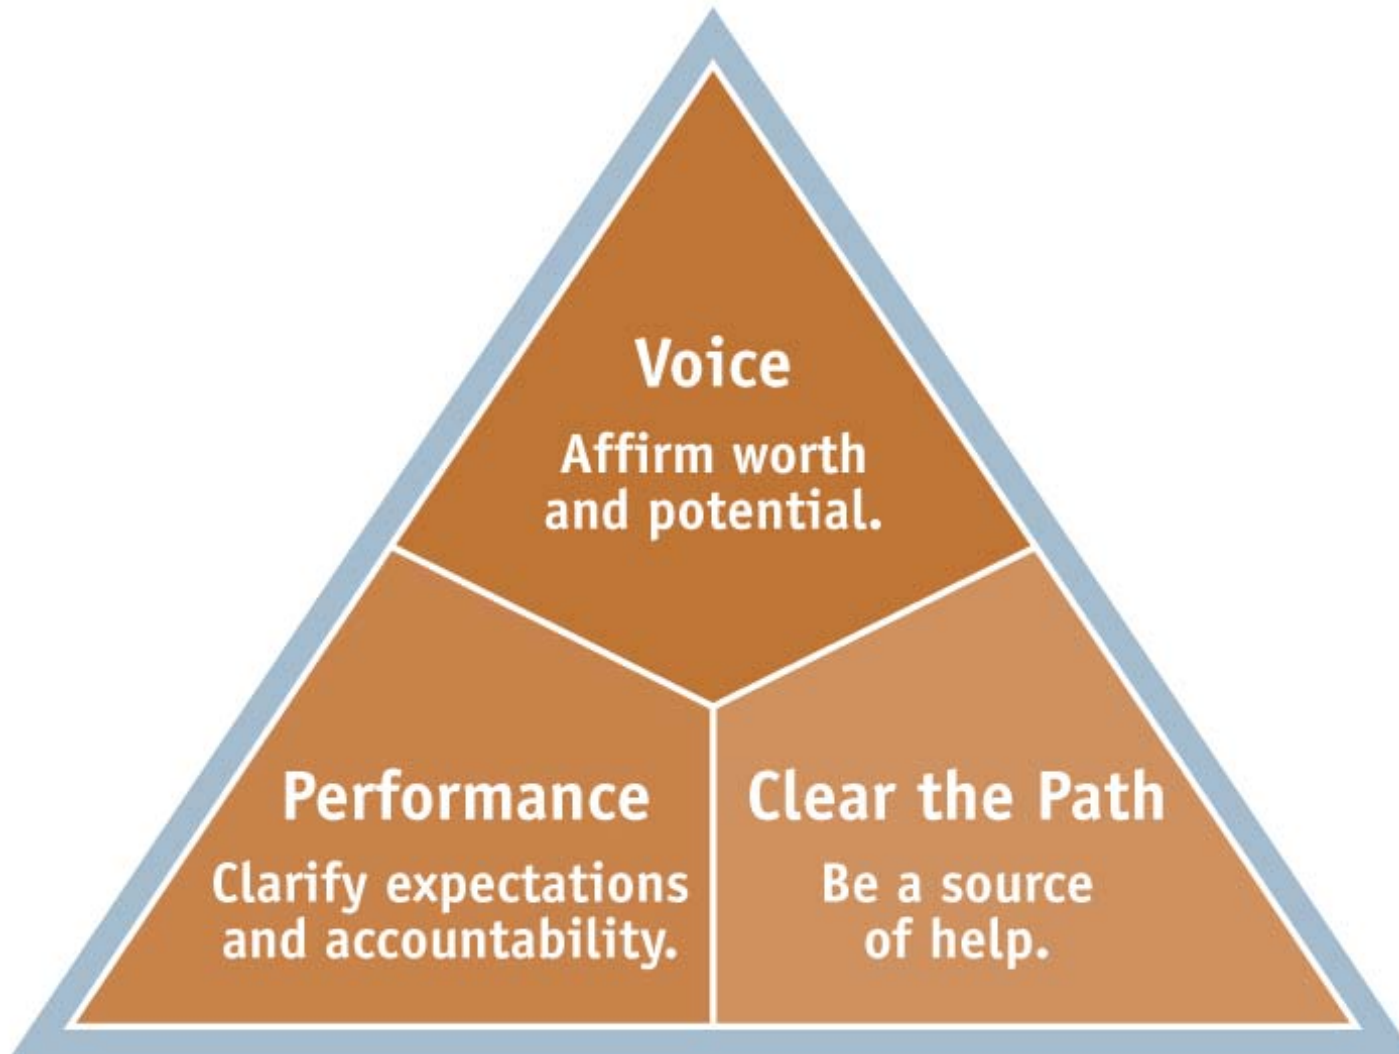 Voice
Affirm worth
and potential.
Performance
Clarify expectations
and accountability.
Clear the Path
Be a source
of help.